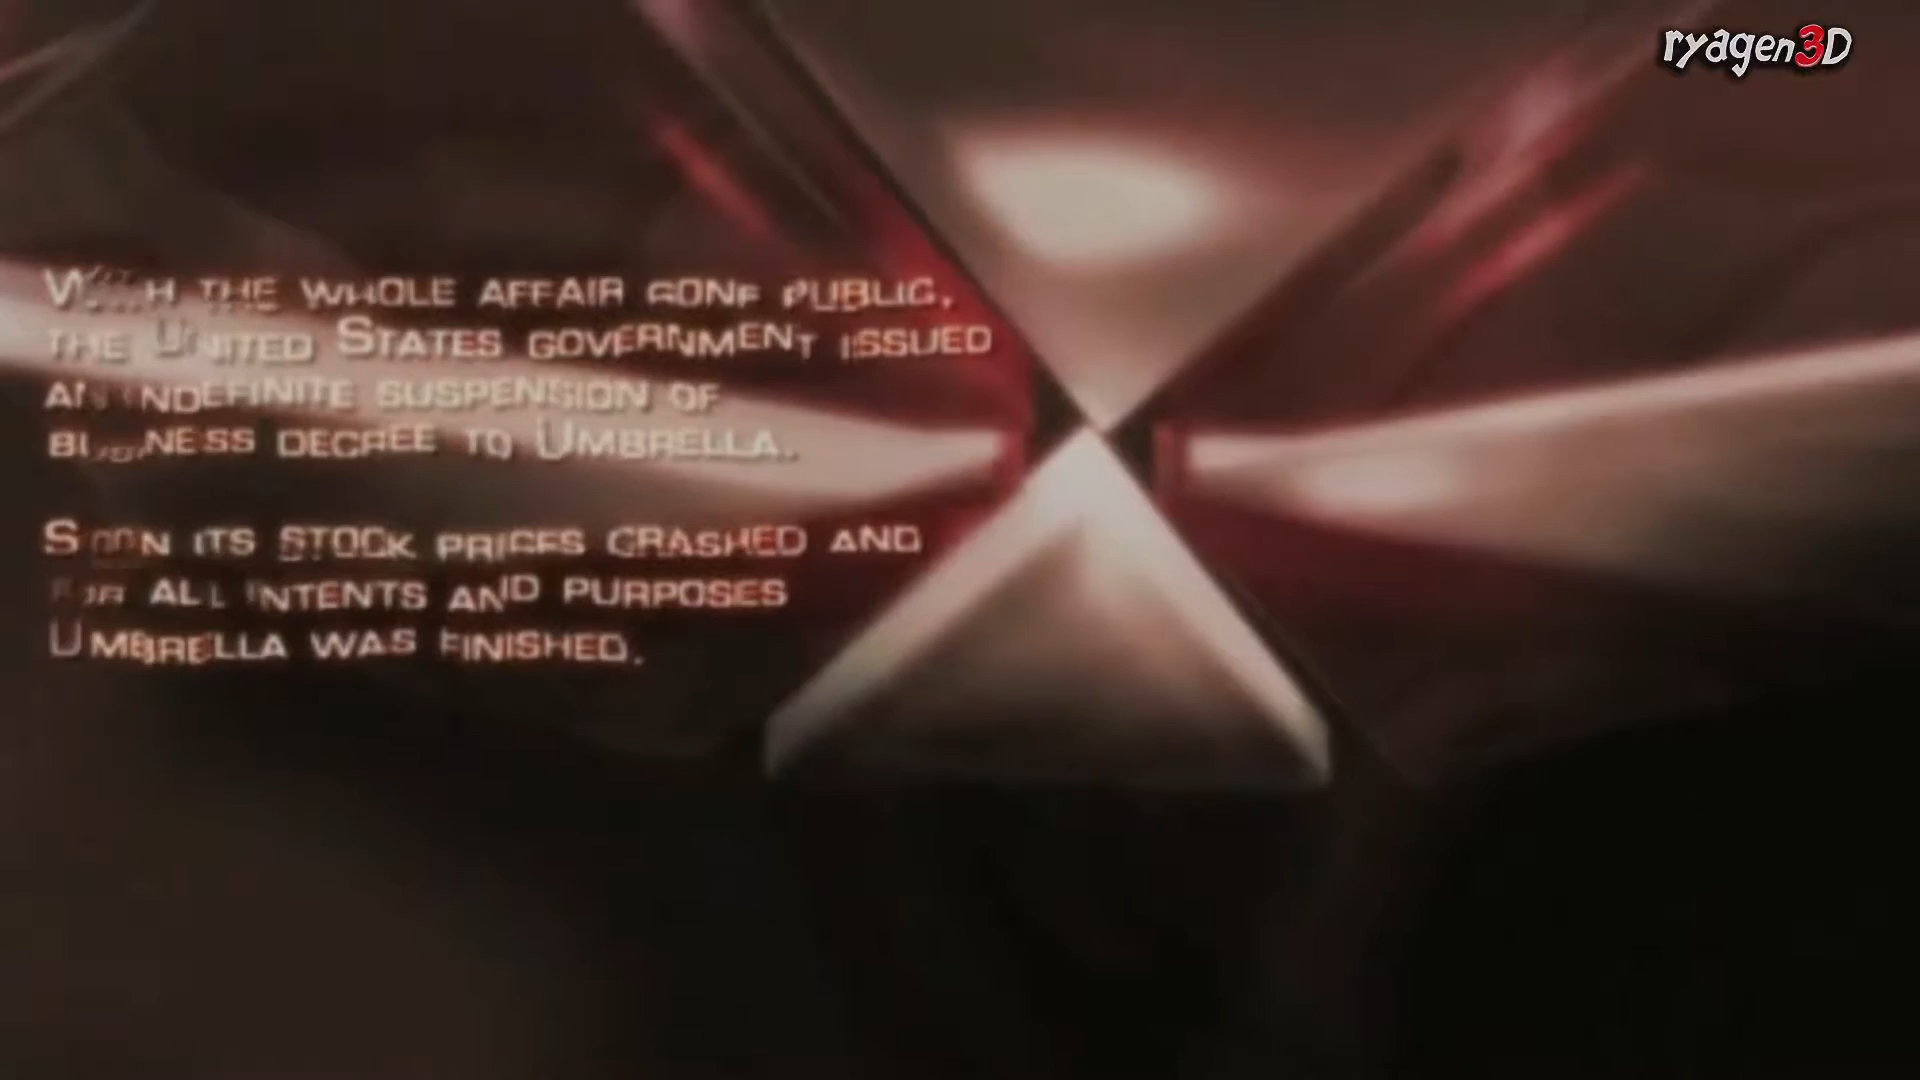 ryagen3D
With the whole affair gone public,
the United States government issued
an indefinite suspension of
business decree to Umbrella.
Soon its stock prices crashed and
for all intents and purposes
Umbrella was finished.